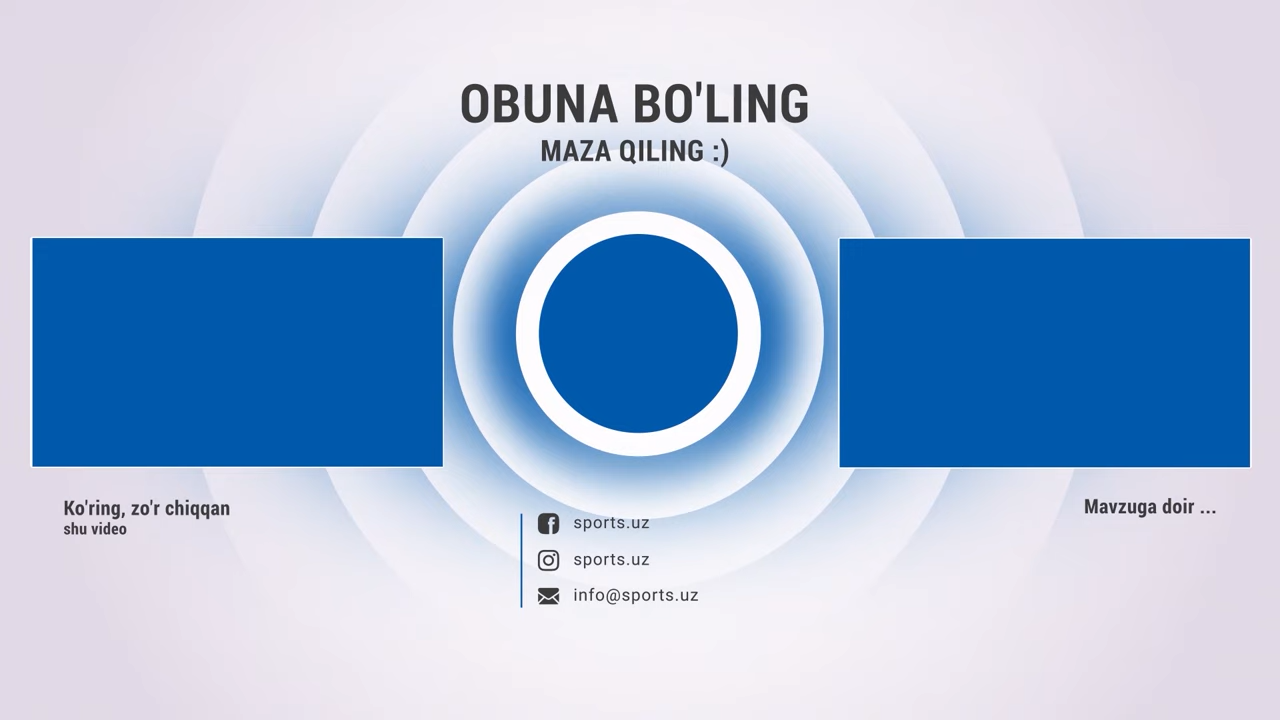 OBUNA BO'LING
MAZA QILING :)
Ko'ring, zo'r chiqqan
shu video
Mavzuga doir ...
sports.uz
sports.uz
info@sports.uz